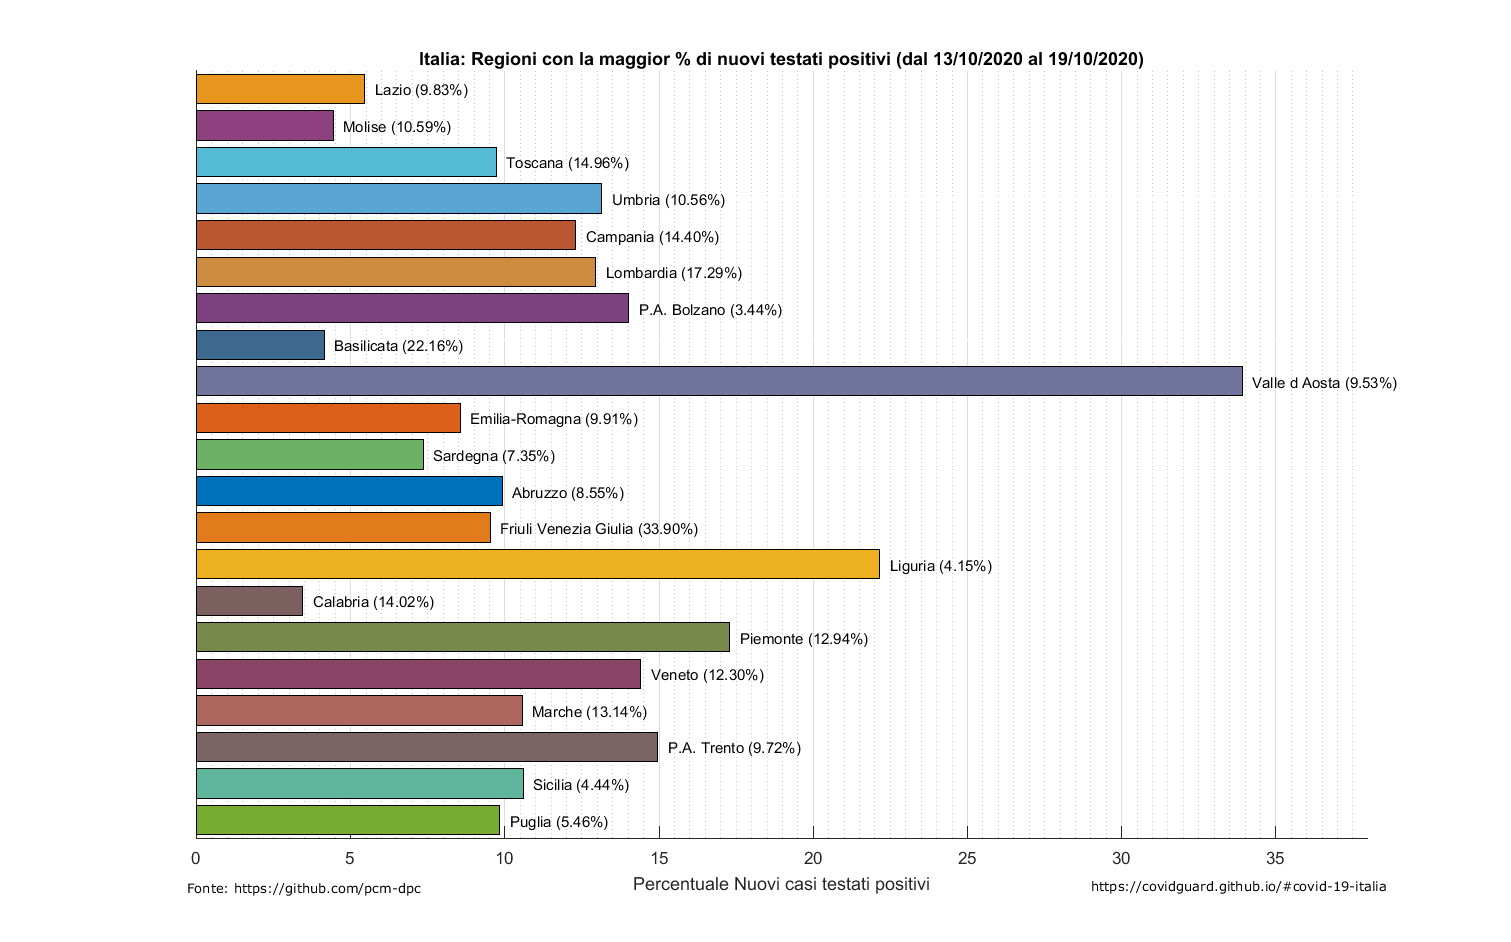 Italia: Regioni con la maggior % di nuovi testati positivi (dal 13/10/2020 al 19/10/2020)
Lazio (9.83%)
Molise (10.59%)
Toscana (14.96%)
Umbria (10.56%)
Campania (14.40%)
Lombardia (17.29%)
P.A. Bolzano (3.44%)
Basilicata (22.16%)
Valle d Aosta (9.53%)
Emilia-Romagna (9.91%)
Sardegna (7.35%)
Abruzzo (8.55%)
Friuli Venezia Giulia (33.90%)
Liguria (4.15%)
Calabria (14.02%)
Piemonte (12.94%)
Veneto (12.30%)
Marche (13.14%)
P.A. Trento (9.72%)
Sicilia (4.44%)
Puglia (5.46%)
0 5 10 15 20 25 30 35
Percentuale Nuovi casi testati positivi
Fonte: https://github.com/pcm-dpc
https://covidguard.github.io/#covid-19-italia